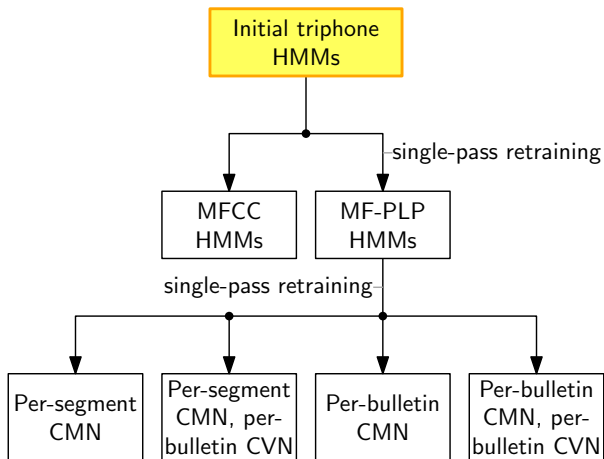 Initial triphone
HMMs
single-pass retraining
MFCC
HMMs
MF-PLP
HMMs
single-pass retraining
Per-segment
CMN
Per-segment
CMN, per-
bulletin CVN
Per-bulletin
CMN
Per-bulletin
CMN, per-
bulletin CVN